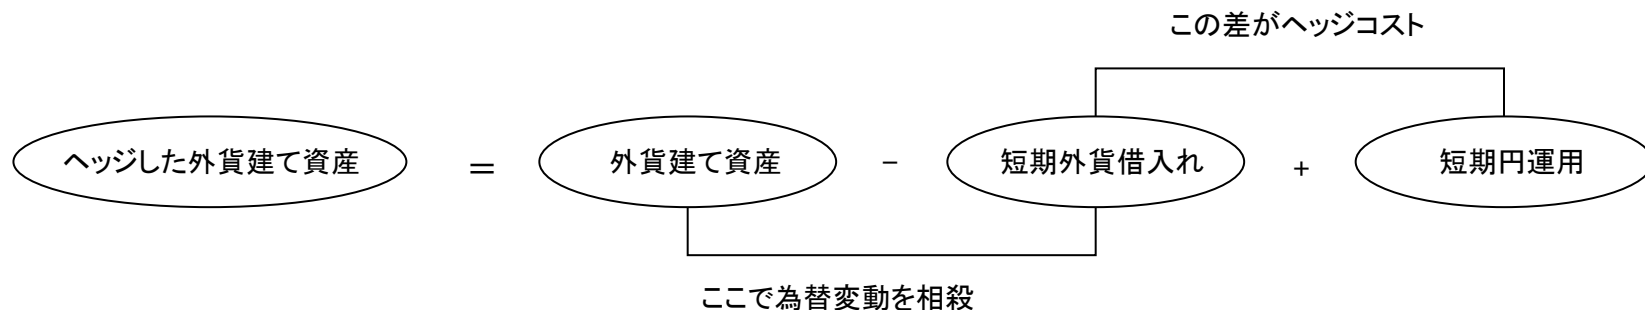 この差がヘッジコスト
ヘッジした外貨建て資産 = 外貨建て資産 − 短期外貨借入れ + 短期円運用
ここで為替変動を相殺